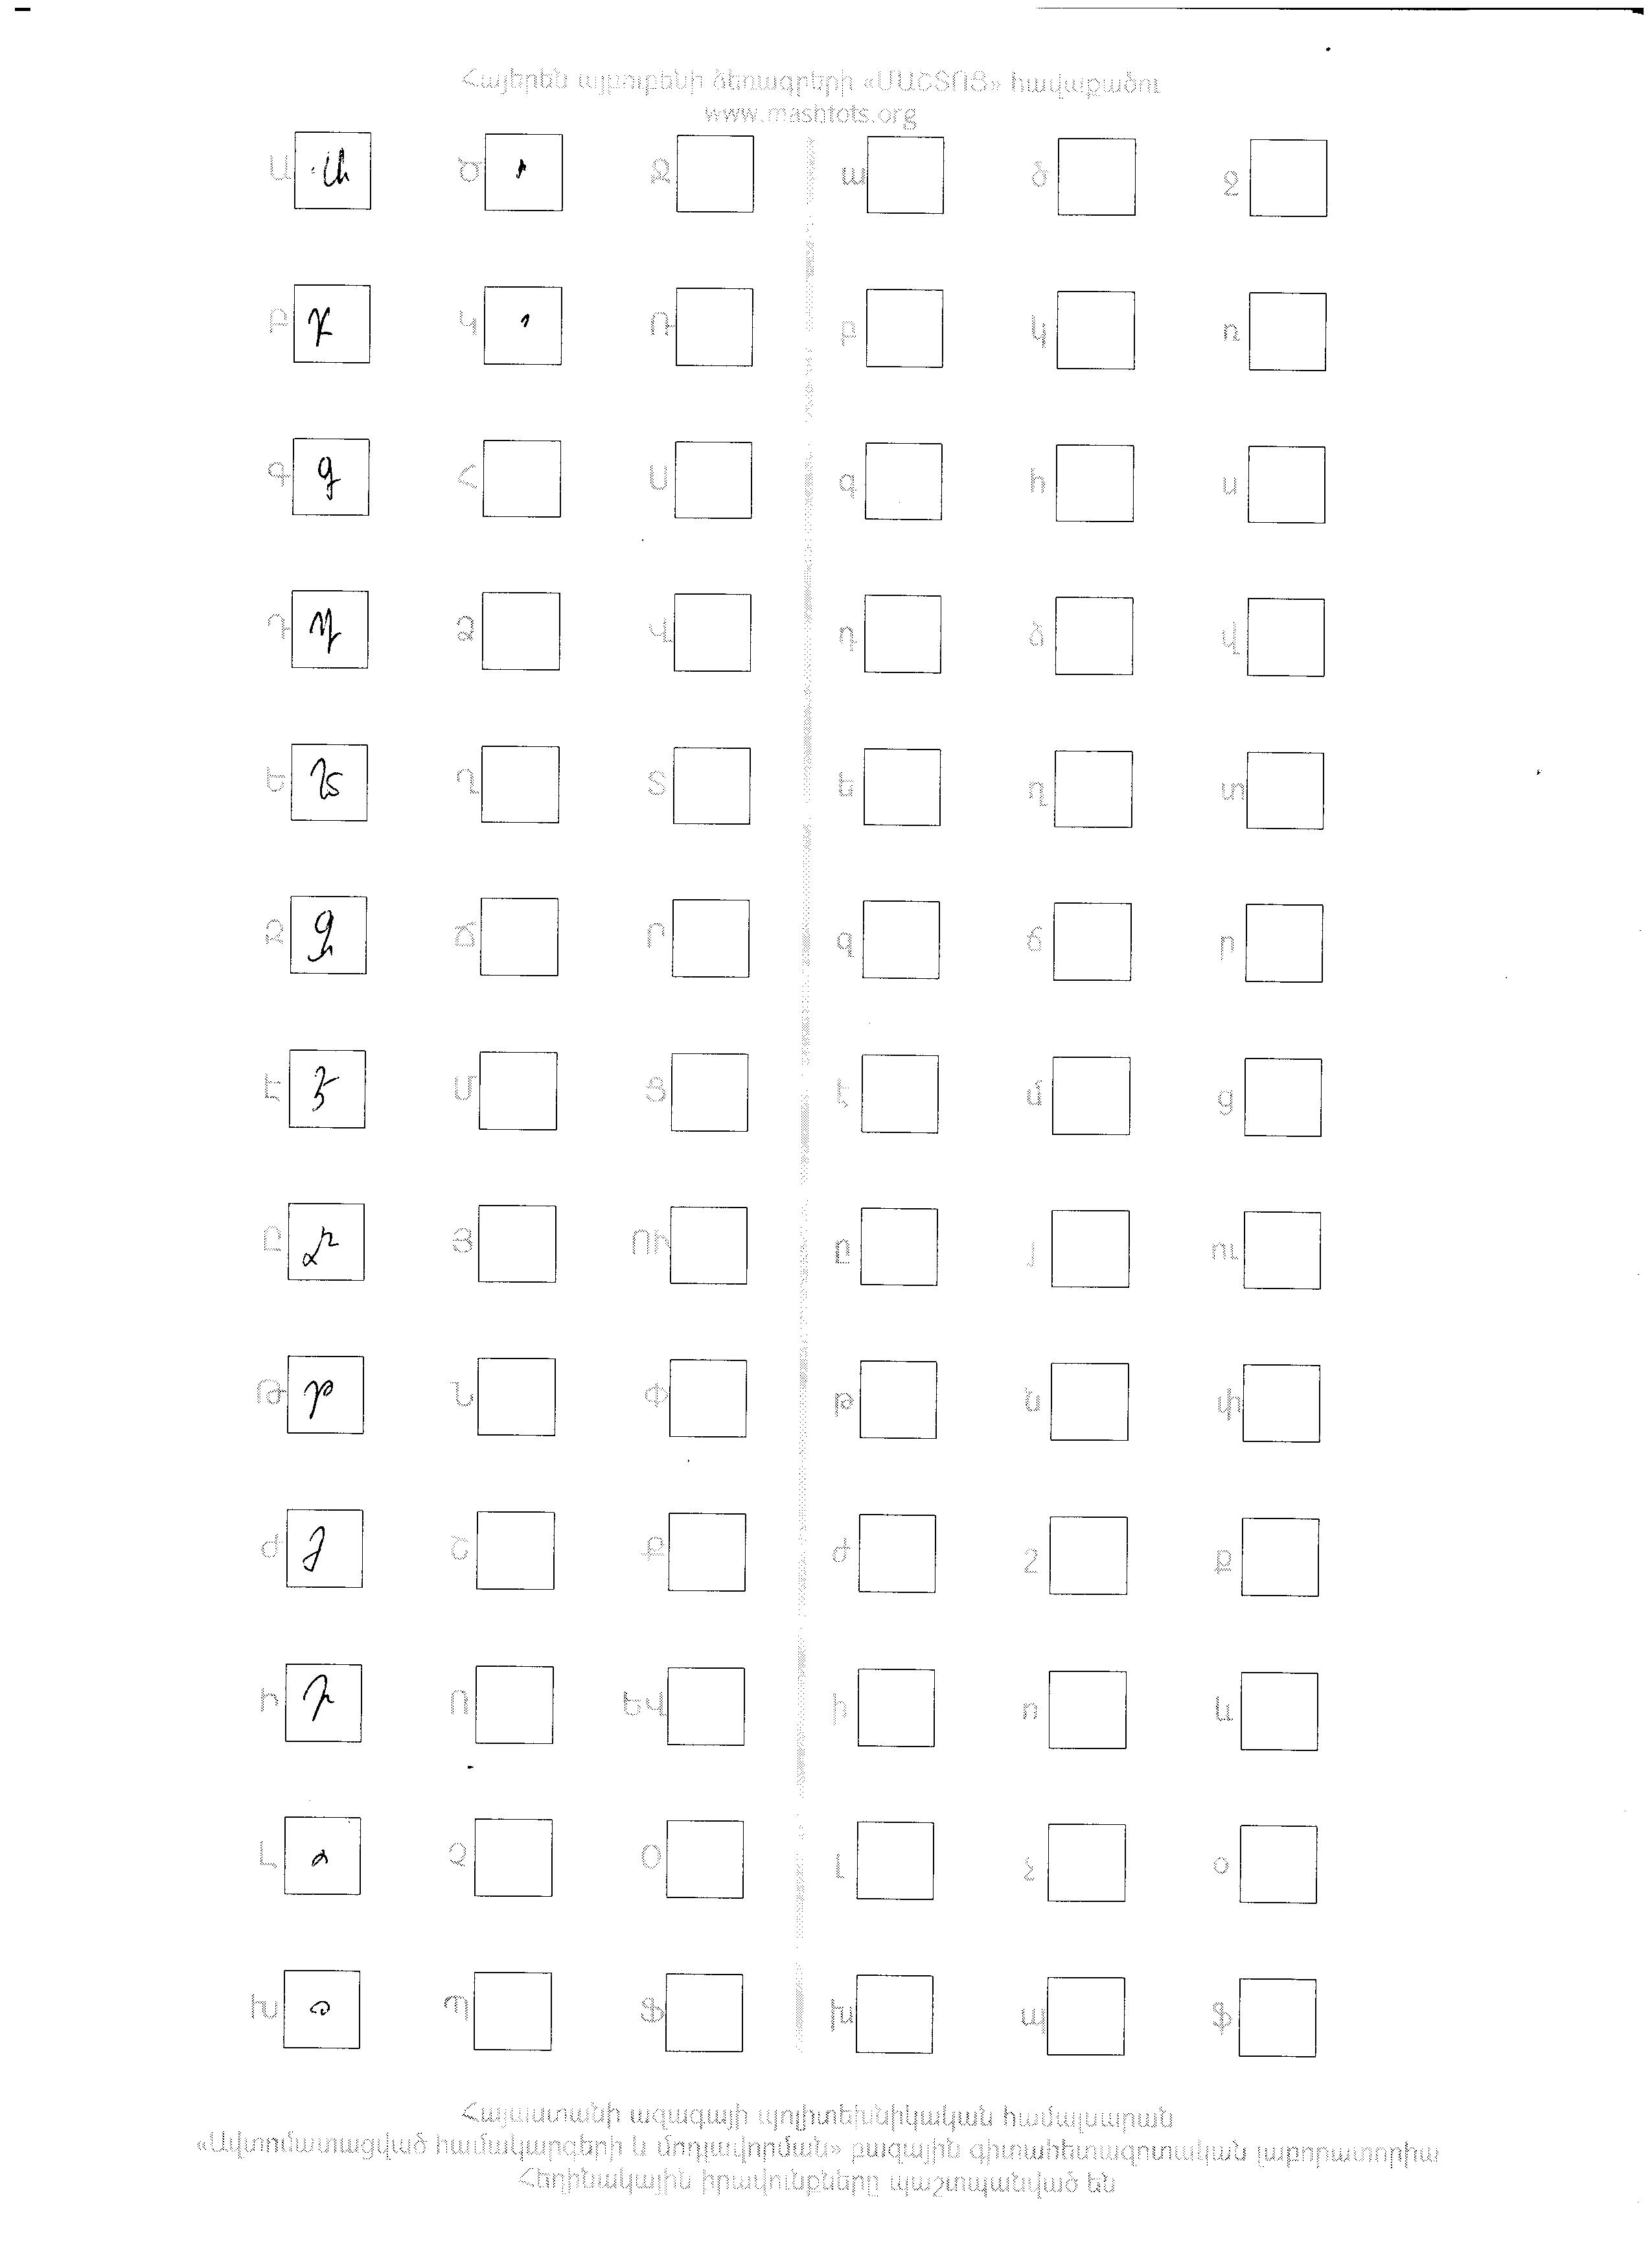 Հայերեն այբուբենի ձեռագրերի «ՄԱՇՏՈՑ» հավաքածու
www.mashtots.org
Ա Ծ Ջ ա ծ ջ
Բ Կ Ռ բ կ ռ
Գ Հ Ս գ հ ս
Դ Ձ Վ դ ձ վ
Ե Ղ Տ ե ղ տ
Զ Ճ Ր զ ճ ր
Է Մ Ց է մ ց
Ը Յ ՈՒ ը յ ու
Թ Ն Փ թ ն փ
Ժ Շ Ք ժ շ ք
Ի Ո ԵՎ ի ո և
Լ Չ Օ լ չ օ
Խ Պ Ֆ խ պ ֆ
Հայաստանի ազգային պոլիտեխնիկական համալսարան
«Ավտոմատացված համակարգերի և մոդլավորման» բազային գիտահետազոտական լաբորատորիա
Հեղինակային իրավունքները պաշտպանված են